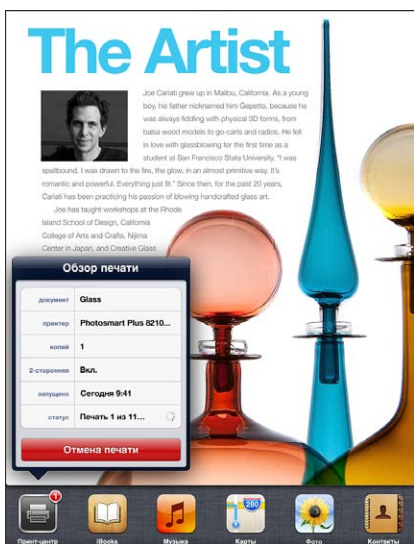 The Artist
Joe Cariati grew up in Malibu, California. As a young
boy, his father nicknamed him Gepetto, because he
was always fiddling with physical 3D forms, from
balsa wood models to go-carts and radios. He fell
in love with glassblowing for the first time as a
student at San Francisco State University. "I was
spellbound. I was drawn to the fire, the glow, in an almost primitive way. It's
romantic and powerful. Everything just fit." Since then, for the past 20 years,
Cariati has been practicing his passion of blowing handcrafted glass art.
Joe has taught workshops at the Rhode
Island School of Design, California
College of Arts and Crafts, Nijima
Center in Japan, and Creative Glass
Обзор печати
документ Glass
принтер Photosmart Plus 8210...
копий 1
2-сторонняя Вкл.
запущено Сегодня 9:41
статус Печать 1 из 11...
Отмена печати
1
280
Принт-центр iBooks Музыка Карты Фото Контакты